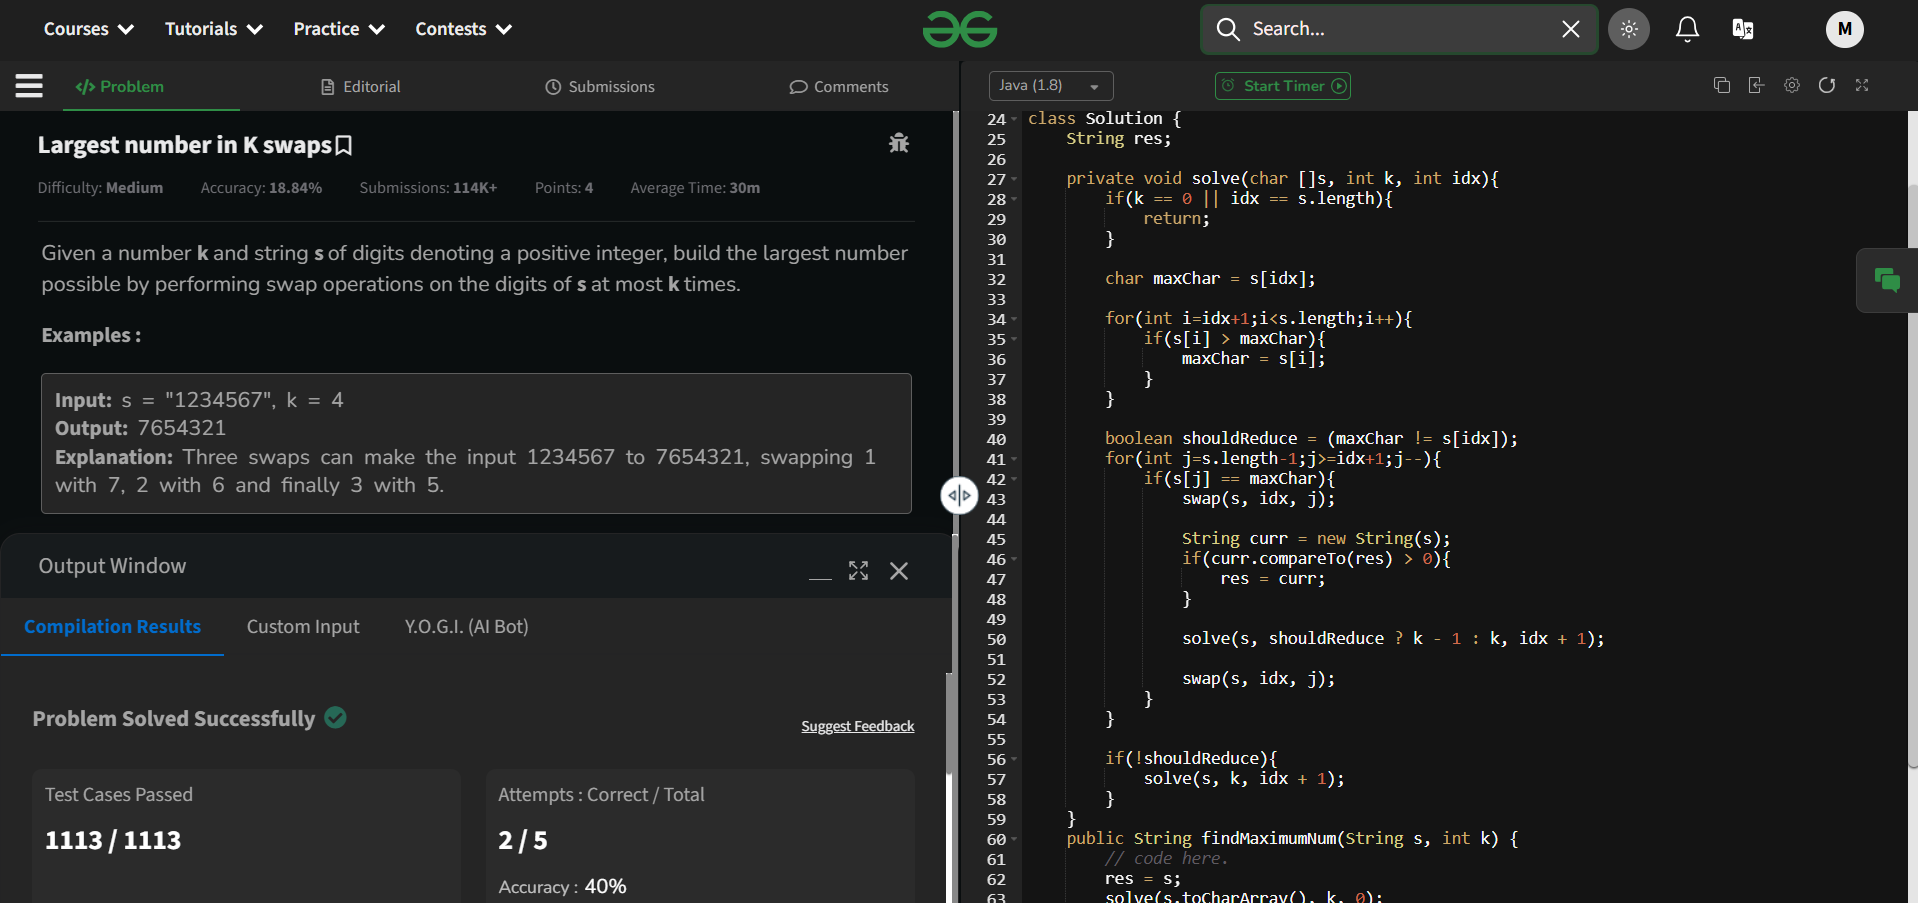 Courses Tutorials Practice Contests Search... M
Problem Editorial Submissions Comments Java (1.8) Start Timer
Largest number in K swaps
Difficulty: Medium Accuracy: 18.84% Submissions: 114K+ Points: 4 Average Time: 30m
Given a number k and string s of digits denoting a positive integer, build the largest number
possible by performing swap operations on the digits of s at most k times.
Examples :
Input: s = "1234567", k = 4
Output: 7654321
Explanation: Three swaps can make the input 1234567 to 7654321, swapping 1
with 7, 2 with 6 and finally 3 with 5.
Output Window
Compilation Results Custom Input Y.O.G.I. (AI Bot)
Problem Solved Successfully
Suggest Feedback
Test Cases Passed
1113 / 1113
Attempts : Correct / Total
2 / 5
Accuracy : 40%
24 class Solution {
25 String res;
26
27 private void solve(char []s, int k, int idx){
28 if(k == 0 || idx == s.length){
29 return;
30 }
31
32 char maxChar = s[idx];
33
34 for(int i=idx+1;i<s.length;i++){
35 if(s[i] > maxChar){
36 maxChar = s[i];
37 }
38 }
39
40 boolean shouldReduce = (maxChar != s[idx]);
41 for(int j=s.length-1;j>=idx+1;j--){
42 if(s[j] == maxChar){
43 swap(s, idx, j);
44
45 String curr = new String(s);
46 if(curr.compareTo(res) > 0){
47 res = curr;
48 }
49
50 solve(s, shouldReduce ? k - 1 : k, idx + 1);
51
52 swap(s, idx, j);
53 }
54 }
55
56 if(!shouldReduce){
57 solve(s, k, idx + 1);
58 }
59 }
60 public String findMaximumNum(String s, int k) {
61 // code here.
62 res = s;
63 solve(s.toCharArray(), k, 0);